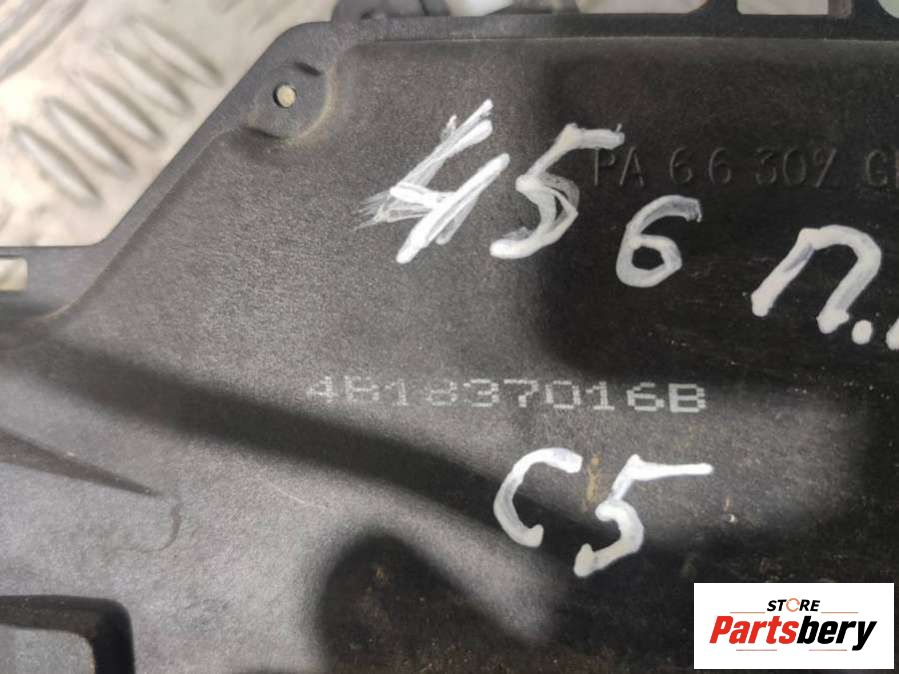 PA 66 30% G
456 п.
4B1837016B
C5
STORE
Partsbery